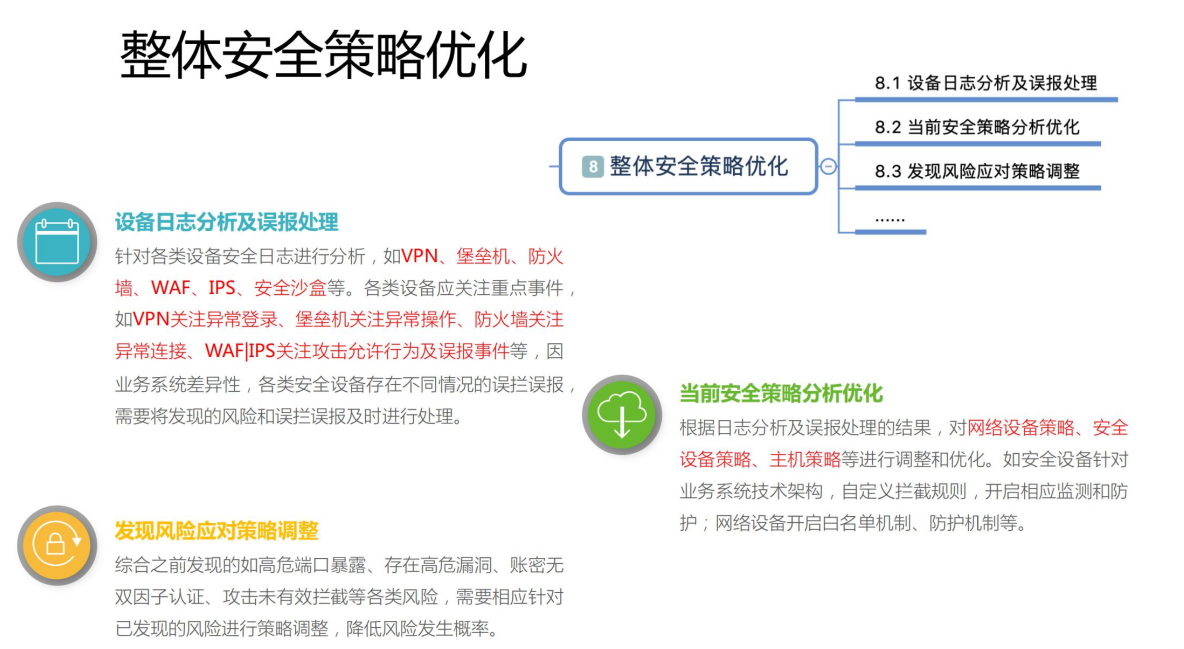 整体安全策略优化
8 整体安全策略优化
8.1 设备日志分析及误报处理
8.2 当前安全策略分析优化
8.3 发现风险应对策略调整
......
设备日志分析及误报处理
针对各类设备安全日志进行分析，如VPN、堡垒机、防火
墙、WAF、IPS、安全沙盒等。各类设备应关注重点事件，
如VPN关注异常登录、堡垒机关注异常操作、防火墙关注
异常连接、WAF|IPS关注攻击允许行为及误报事件等，因
业务系统差异性，各类安全设备存在不同情况的误拦误报，
需要将发现的风险和误拦误报及时进行处理。
当前安全策略分析优化
根据日志分析及误报处理的结果，对网络设备策略、安全
设备策略、主机策略等进行调整和优化。如安全设备针对
业务系统技术架构，自定义拦截规则，开启相应监测和防
护；网络设备开启白名单机制、防护机制等。
发现风险应对策略调整
综合之前发现的如高危端口暴露、存在高危漏洞、账密无
双因子认证、攻击未有效拦截等各类风险，需要相应针对
已发现的风险进行策略调整，降低风险发生概率。